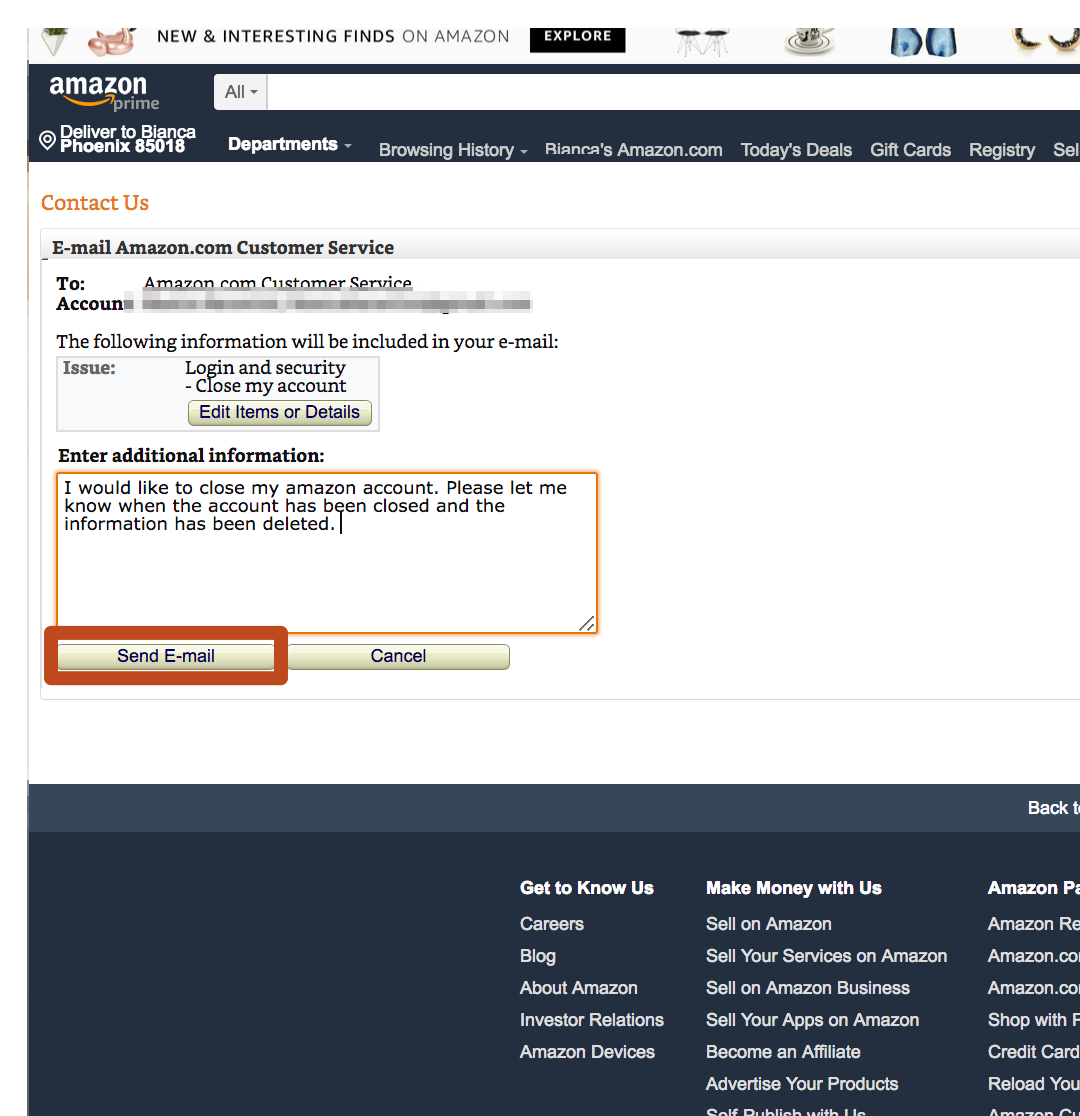 NEW & INTERESTING FINDS ON AMAZON EXPLORE
amazon
prime
All
Deliver to Bianca
Phoenix 85018
Departments Browsing History Bianca's Amazon.com Today's Deals Gift Cards Registry Sel
Contact Us
E-mail Amazon.com Customer Service
To: Amazon.com Customer Service
Accoun
The following information will be included in your e-mail:
Issue: Login and security
- Close my account
Edit Items or Details
Enter additional information:
I would like to close my amazon account. Please let me
know when the account has been closed and the
information has been deleted.
Send E-mail Cancel
Back to
Get to Know Us
Careers
Blog
About Amazon
Investor Relations
Amazon Devices
Make Money with Us
Sell on Amazon
Sell Your Services on Amazon
Sell on Amazon Business
Sell Your Apps on Amazon
Become an Affiliate
Advertise Your Products
Self-Publish with Us
Amazon Pa
Amazon Re
Amazon.co
Amazon.co
Shop with P
Credit Card
Reload You
Amazon Cu